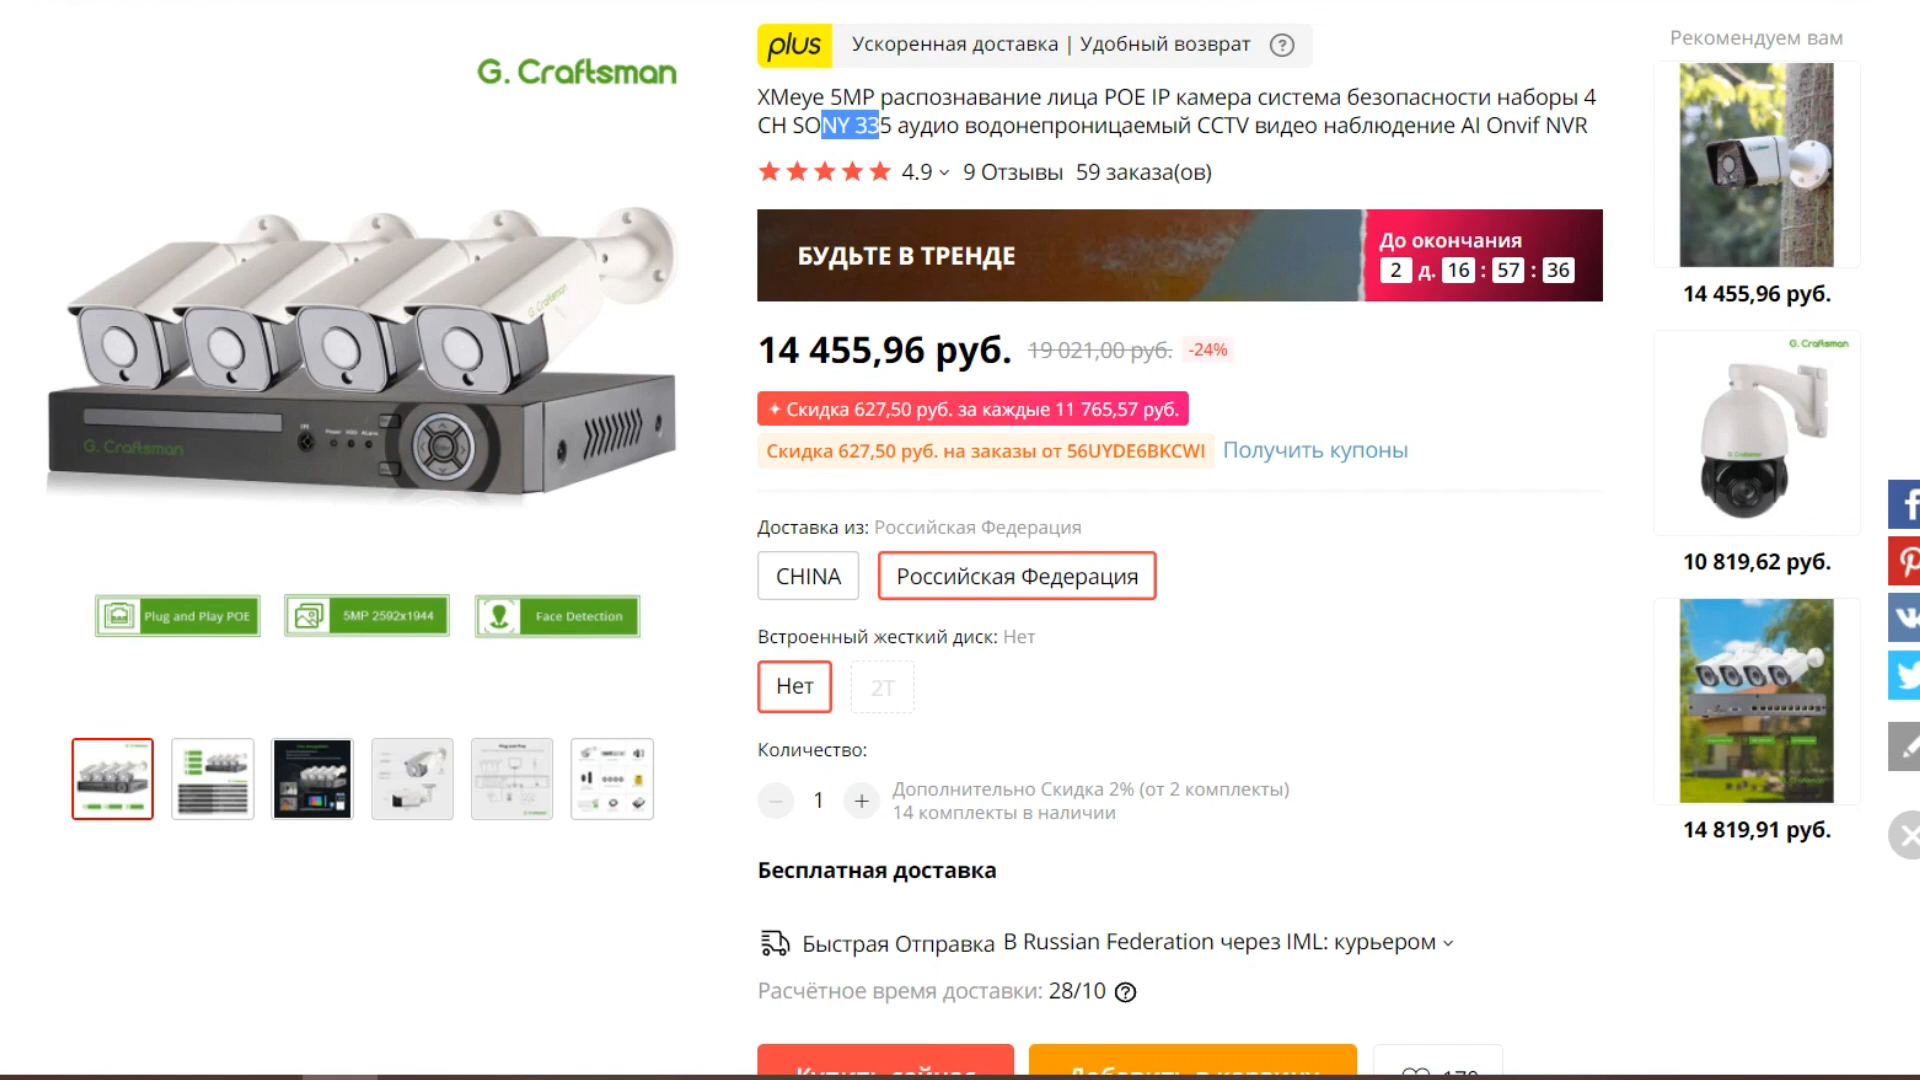 G. Craftsman
G. Craftsman
G. Craftsman
Plug and Play POE
5MP 2592x1944
Face Detection
plus
Ускоренная доставка | Удобный возврат ?
XMeye 5MP распознавание лица POE IP камера система безопасности наборы 4
CH SONY 335 аудио водонепроницаемый CCTV видео наблюдение AI Onvif NVR
4.9 9 Отзывы 59 заказа(ов)
БУДЬТЕ В ТРЕНДЕ
До окончания
2 д. 16 : 57 : 36
14 455,96 руб. 19 021,00 руб. -24%
Скидка 627,50 руб. за каждые 11 765,57 руб.
Скидка 627,50 руб. на заказы от 56UYDE6BKCWI Получить купоны
Доставка из: Российская Федерация
CHINA Российская Федерация
Встроенный жесткий диск: Нет
Нет 2T
Количество:
1 + Дополнительно Скидка 2% (от 2 комплекты)
14 комплекты в наличии
Бесплатная доставка
Быстрая Отправка В Russian Federation через IML: курьером
Расчётное время доставки: 28/10 ?
Купить сейчас Добавить в корзину
Рекомендуем вам
14 455,96 руб.
G. Craftsman
10 819,62 руб.
14 819,91 руб.